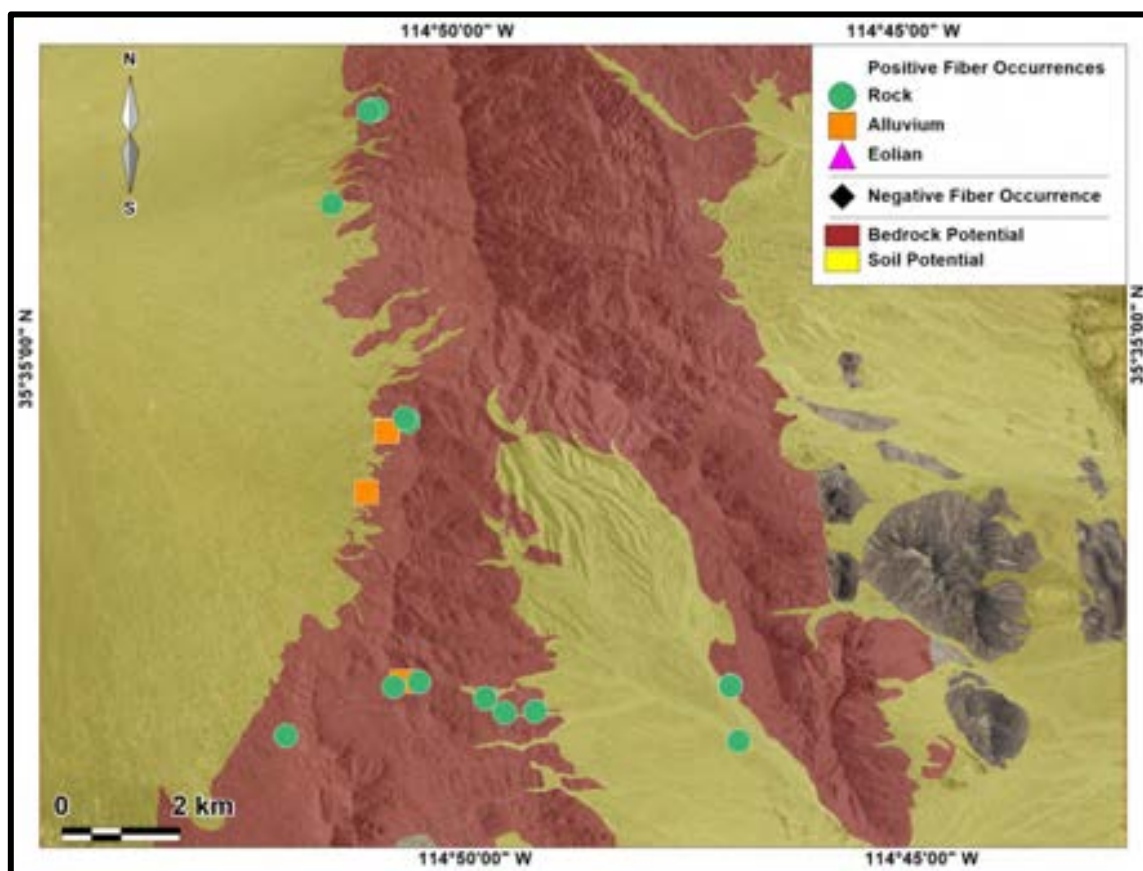 114°50'00" W
114°45'00" W
N
S
Positive Fiber Occurrences
Rock
Alluvium
Eolian
Negative Fiber Occurrence
Bedrock Potential
Soil Potential
35°35'00" N
35°35'00" N
0 2 km
114°50'00" W
114°45'00" W